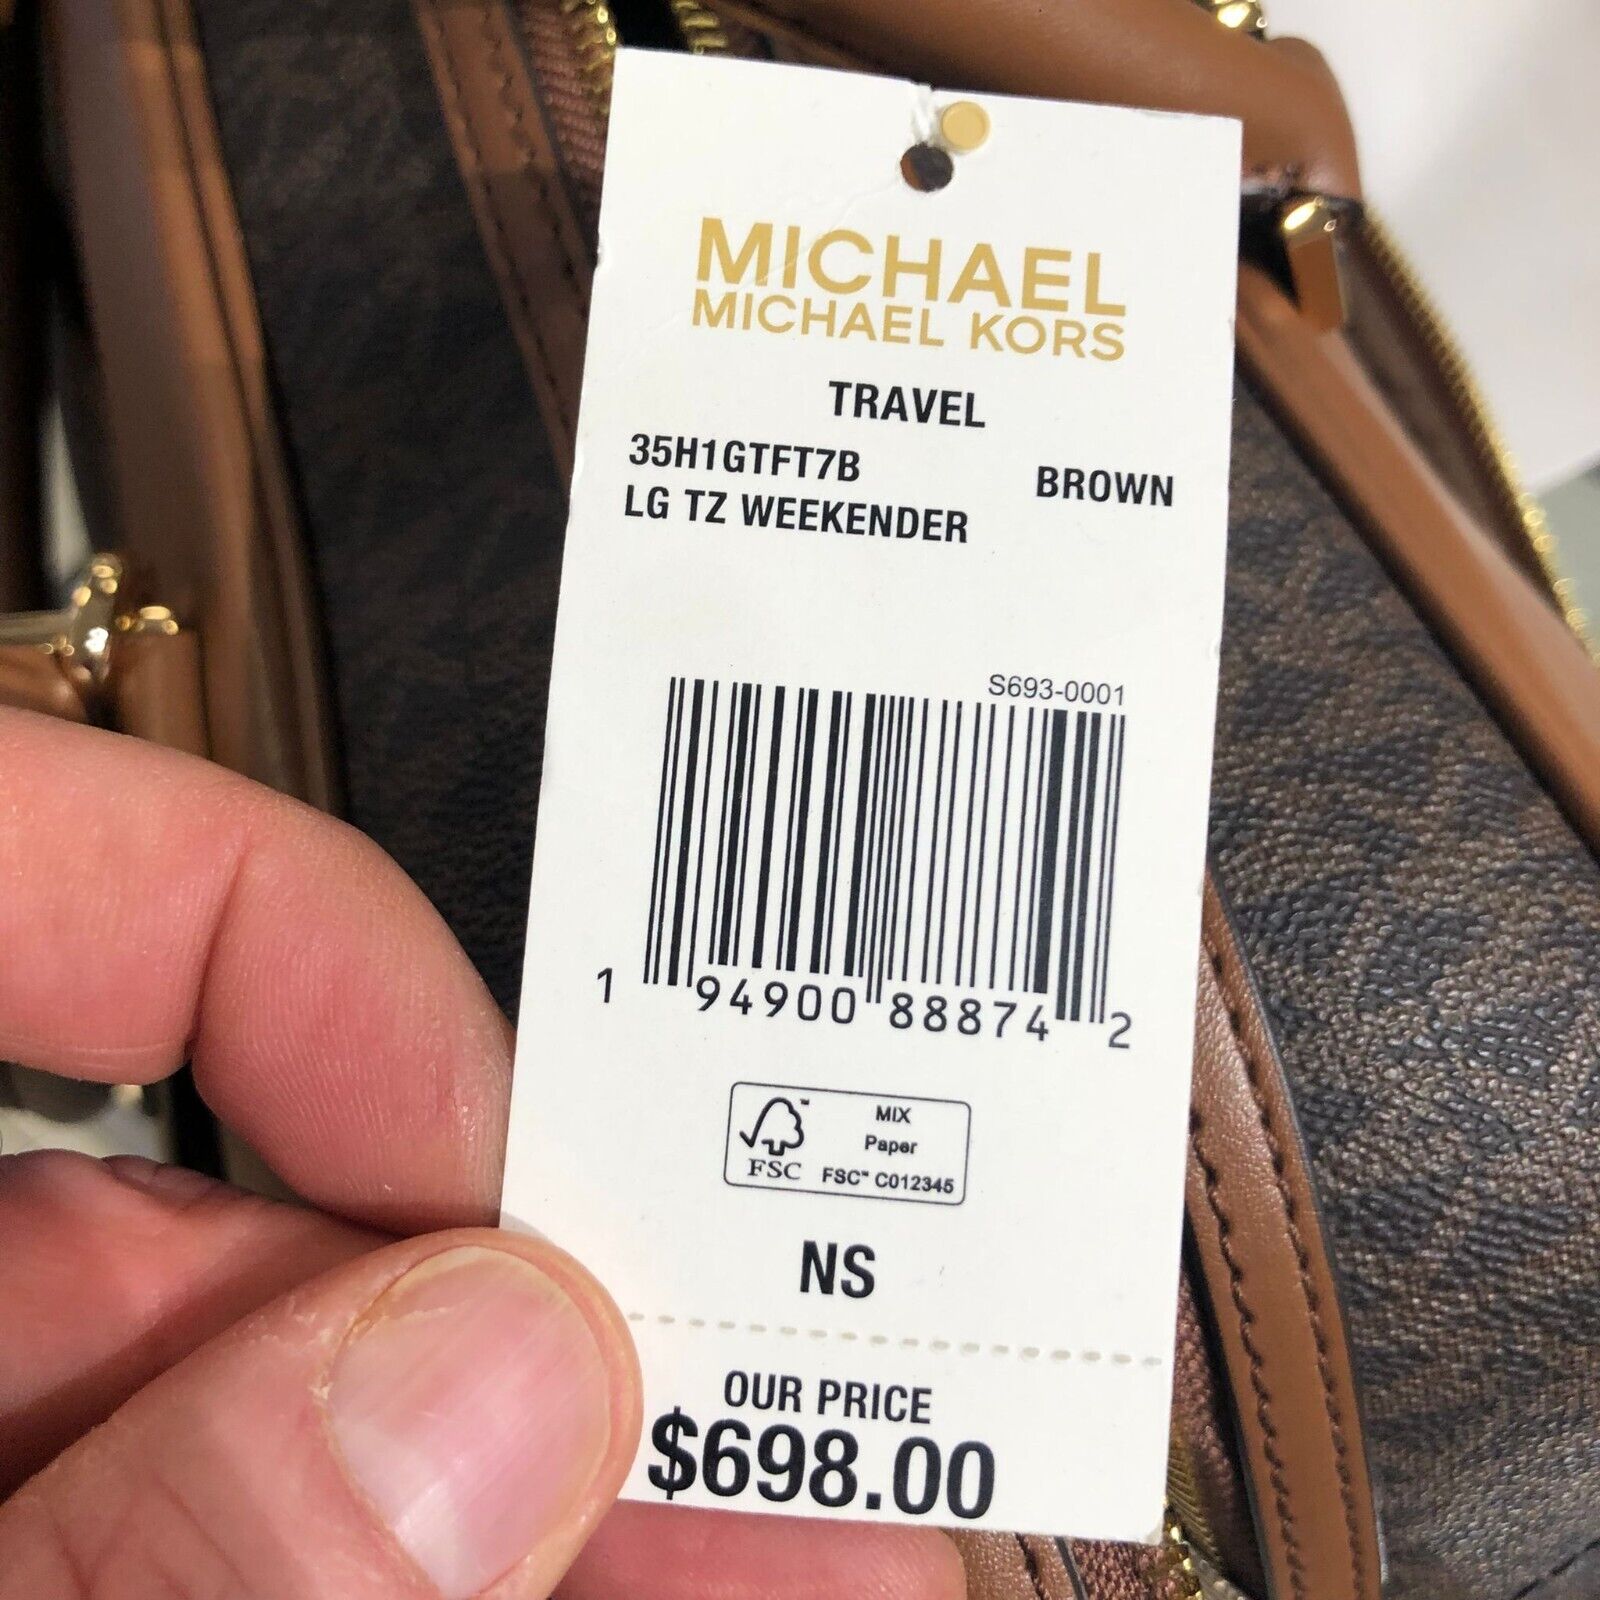 MICHAEL
MICHAEL KORS
TRAVEL
35H1GTFT7B BROWN
LG TZ WEEKENDER
S693-0001
1 94900 88874 2
FSC
MIX
Paper
FSC™ C012345
NS
OUR PRICE
$698.00